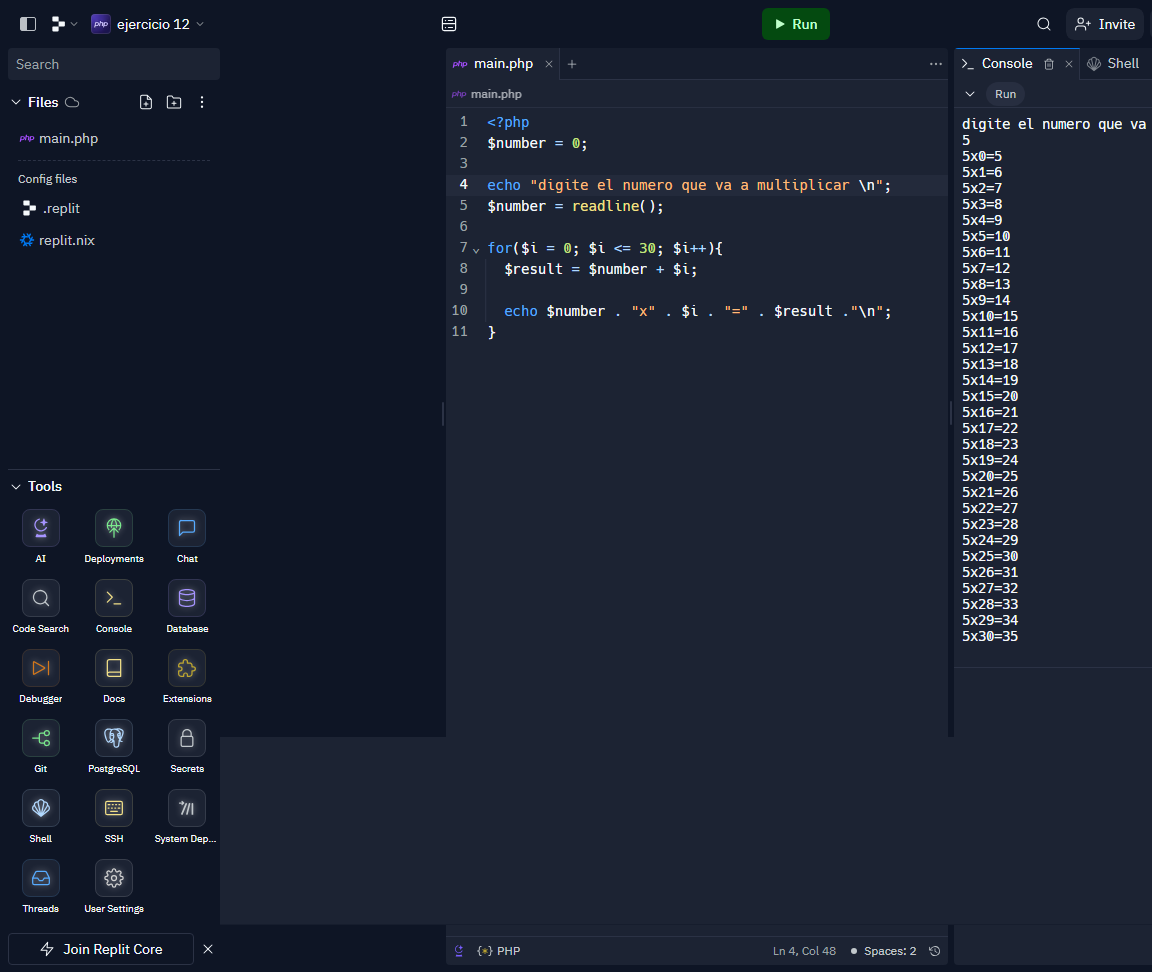 php ejercicio 12
Run
Invite
Search
Files
php main.php
Config files
.replit
replit.nix
Tools
AI
Deployments
Chat
Code Search
Console
Database
Debugger
Docs
Extensions
Git
PostgreSQL
Secrets
Shell
SSH
System Dep...
Threads
User Settings
Join Replit Core
php main.php
php main.php
1 <?php
2 $number = 0;
3
4 echo "digite el numero que va a multiplicar \n";
5 $number = readline();
6
7 for($i = 0; $i <= 30; $i++){
8 $result = $number + $i;
9
10 echo $number . "x" . $i . "=" . $result ."\n";
11 }
{*} PHP
Ln 4, Col 48
Spaces: 2
Console
Shell
Run
digite el numero que va
5
5x0=5
5x1=6
5x2=7
5x3=8
5x4=9
5x5=10
5x6=11
5x7=12
5x8=13
5x9=14
5x10=15
5x11=16
5x12=17
5x13=18
5x14=19
5x15=20
5x16=21
5x17=22
5x18=23
5x19=24
5x20=25
5x21=26
5x22=27
5x23=28
5x24=29
5x25=30
5x26=31
5x27=32
5x28=33
5x29=34
5x30=35